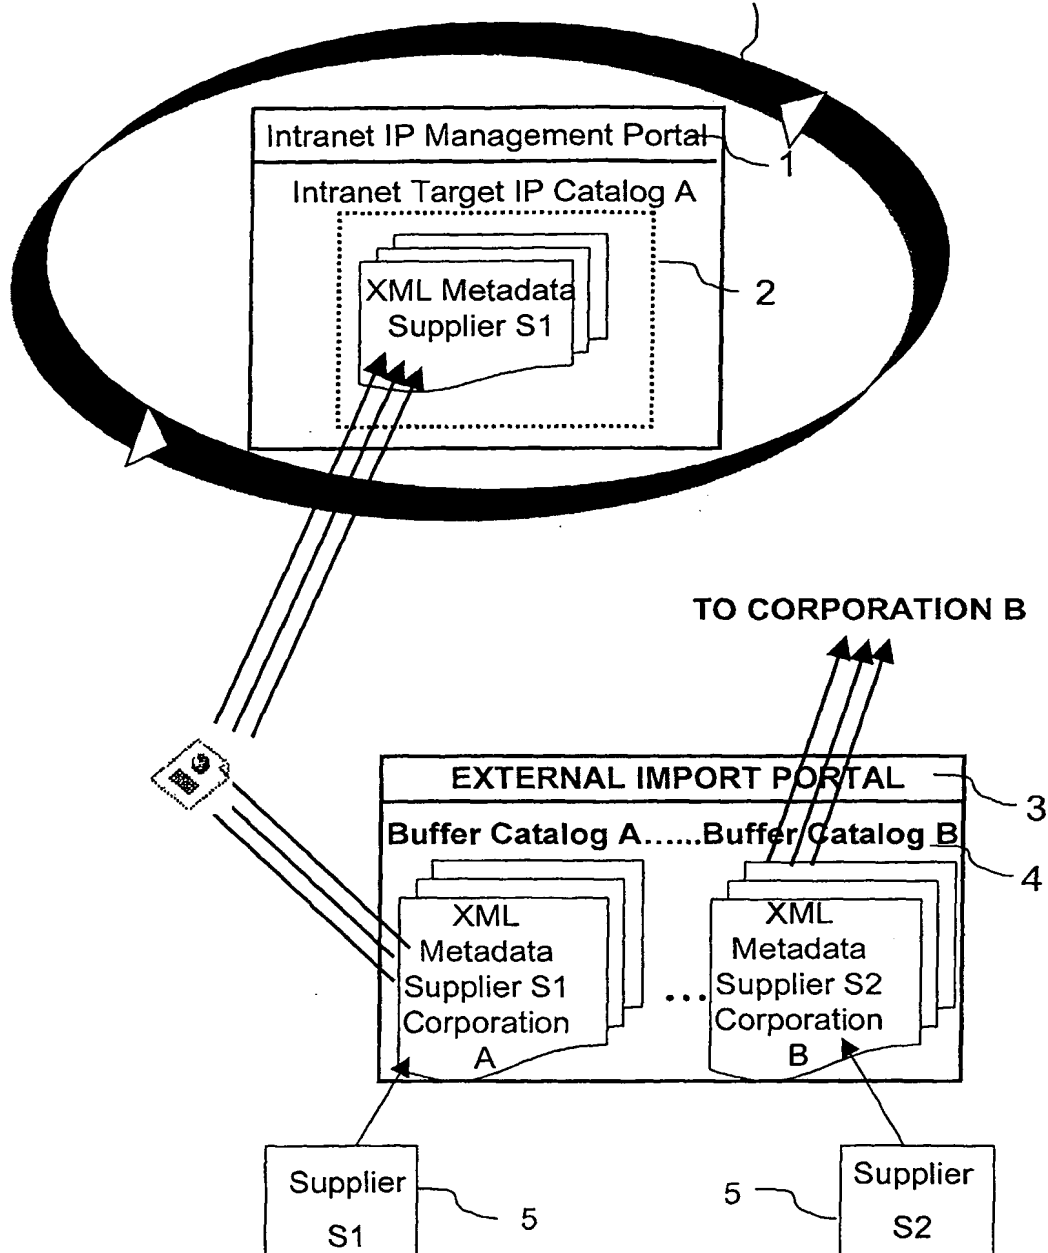 Intranet IP Management Portal
1
Intranet Target IP Catalog A
XML Metadata
Supplier S1
2
TO CORPORATION B
EXTERNAL IMPORT PORTAL
3
Buffer Catalog A......Buffer Catalog B
4
XML
Metadata
Supplier S1
Corporation
A
...
XML
Metadata
Supplier S2
Corporation
B
Supplier
S1
5
5
Supplier
S2